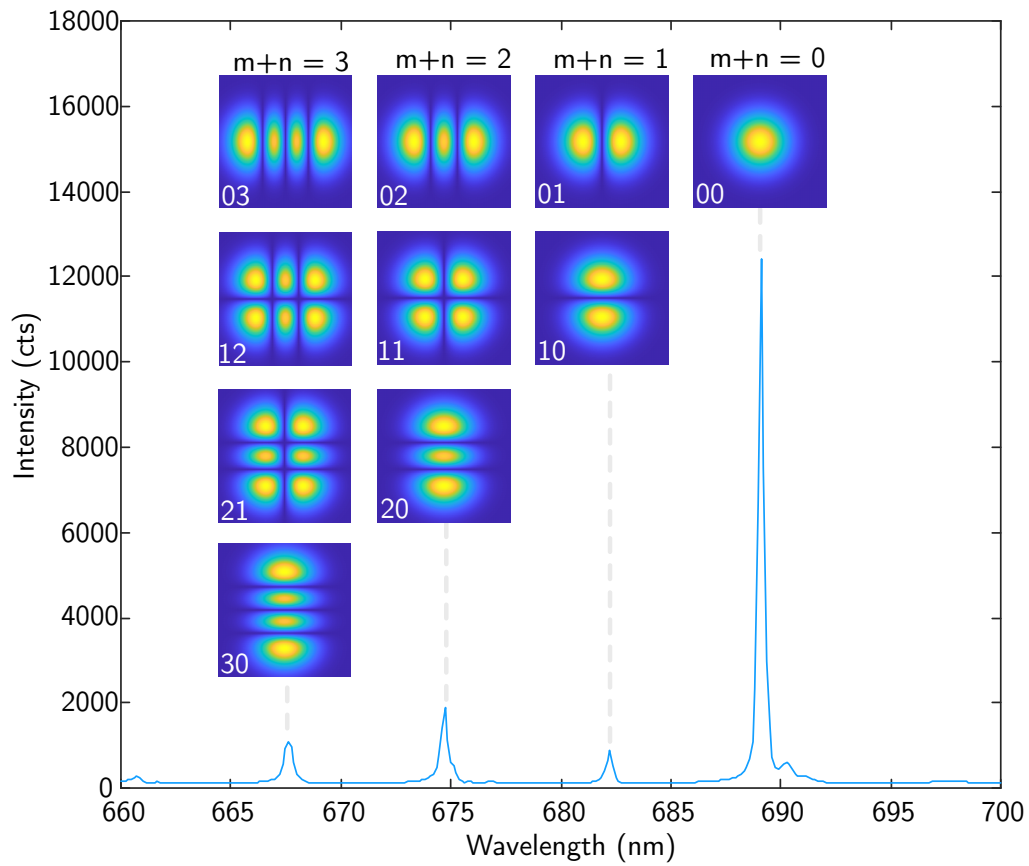 18000
m+n = 3 m+n = 2 m+n = 1 m+n = 0
16000
03 02 01 00
14000
12000
12 11 10
10000
8000
21 20
6000
30
4000
2000
0
660 665 670 675 680 685 690 695 700
Wavelength (nm)
Intensity (cts)